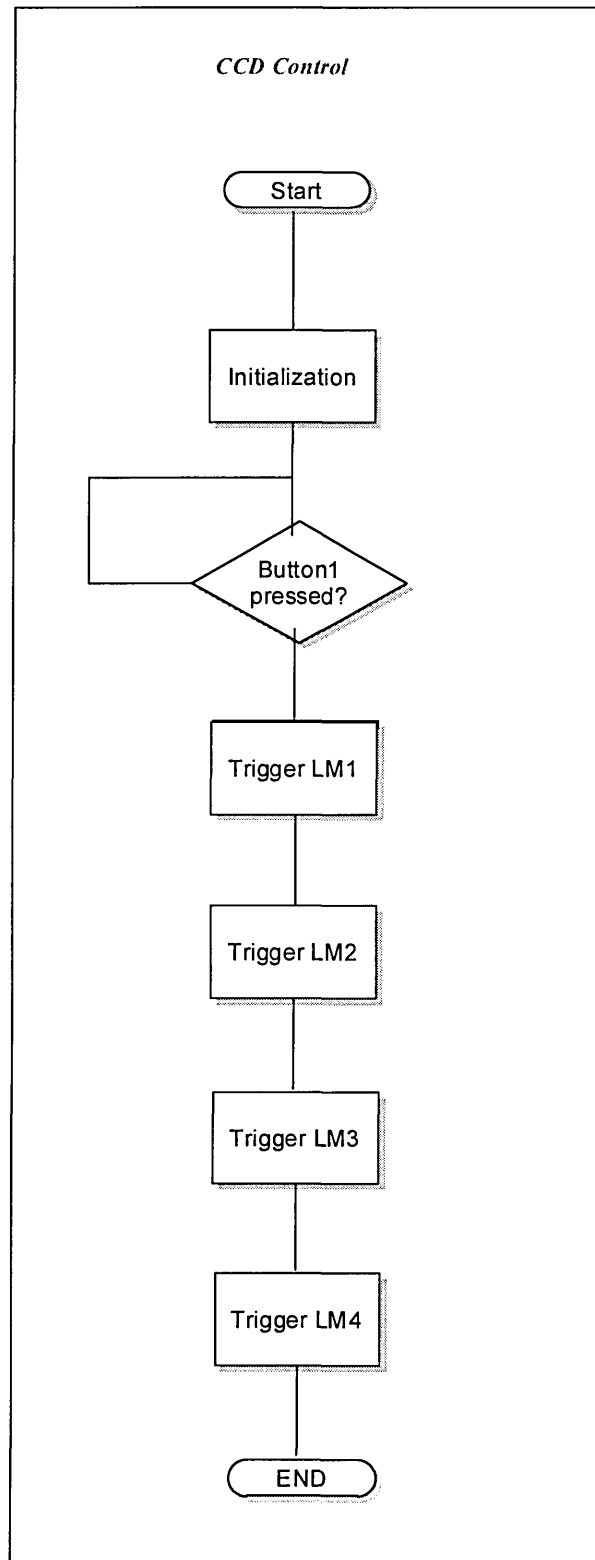 CCD Control
Start
Initialization
Button1
pressed?
Trigger LM1
Trigger LM2
Trigger LM3
Trigger LM4
END